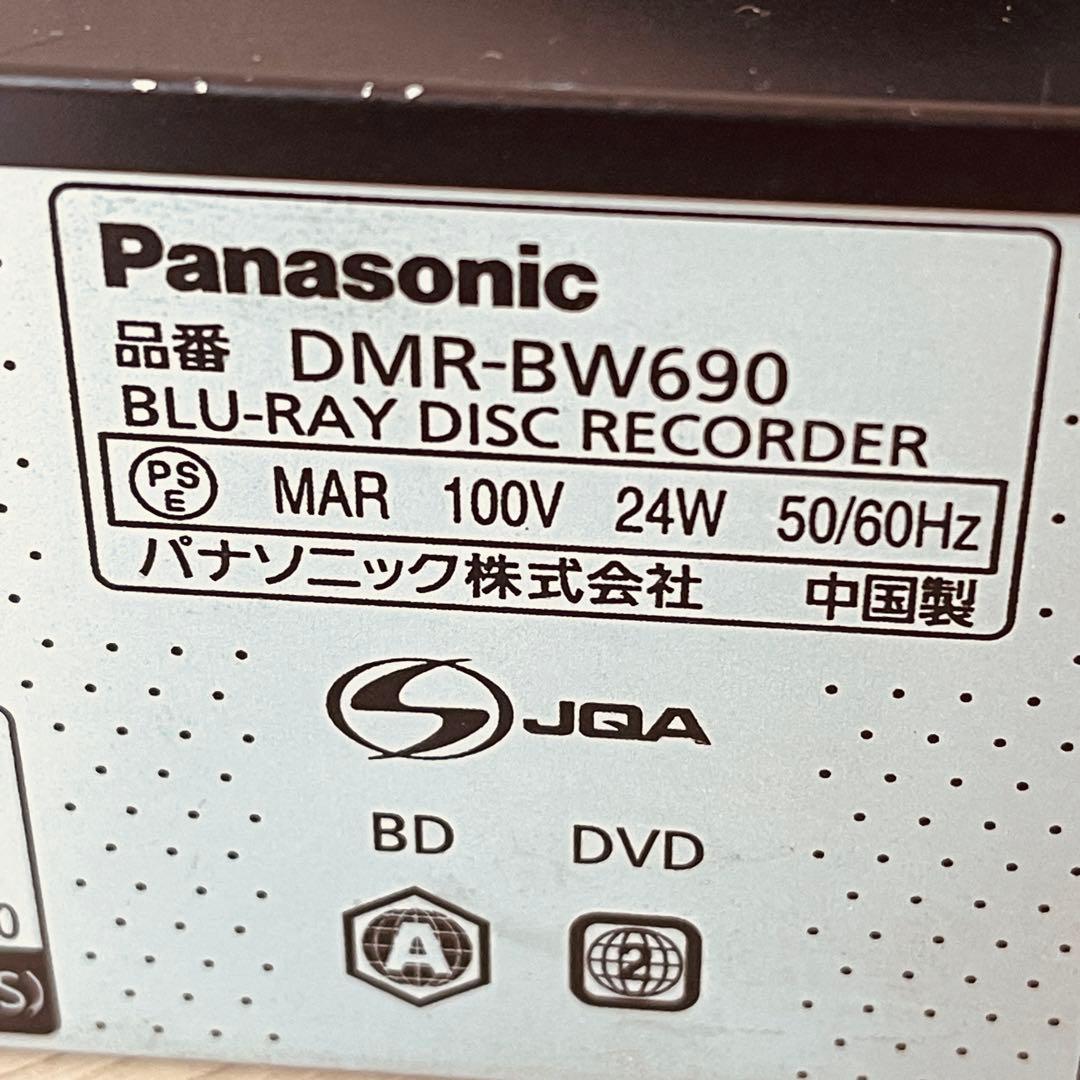 Panasonic
品番 DMR-BW690
BLU-RAY DISC RECORDER
PS E MAR 100V 24W 50/60Hz
パナソニック株式会社 中国製
JQA
BD DVD
A 2
0
S)